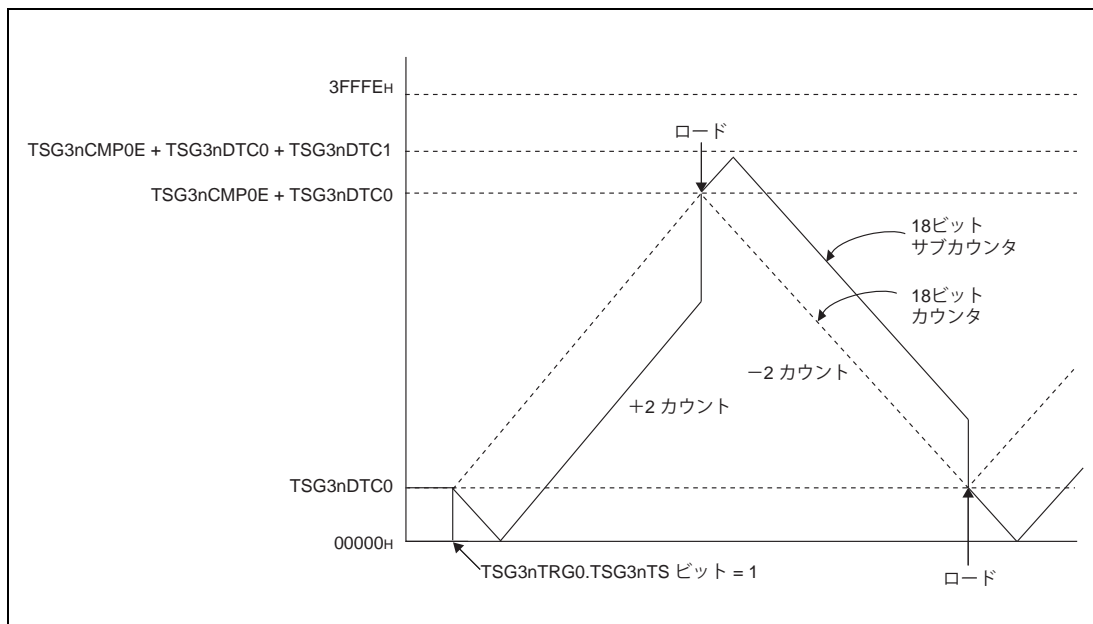 3FFFEH
ロード
TSG3nCMP0E + TSG3nDTC0 + TSG3nDTC1
TSG3nCMP0E + TSG3nDTC0
18ビット
サブカウンタ
18ビット
カウンタ
－2 カウント
＋2 カウント
TSG3nDTC0
00000H
TSG3nTRG0.TSG3nTS ビット = 1
ロード